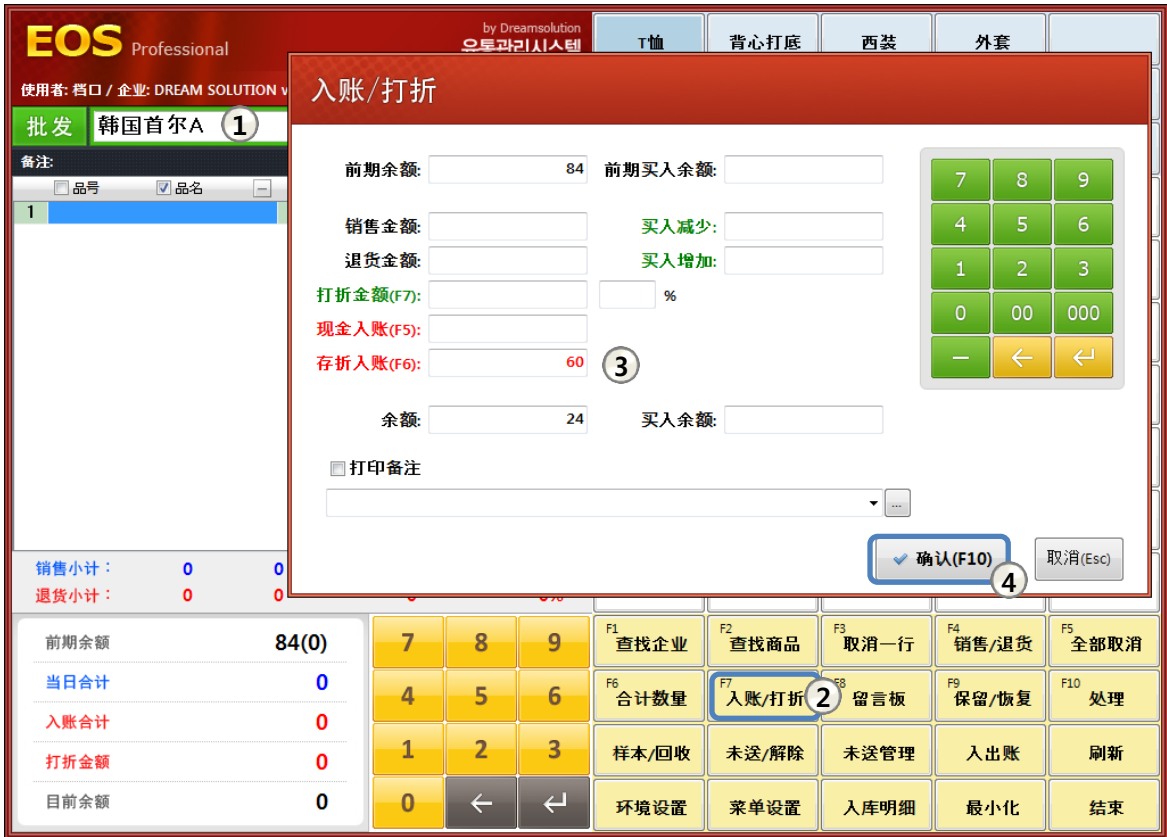 EOS Professional
by Dreamsolution
유통관리시스템
T恤 背心打底 西装 外套
使用者: 档口 / 企业: DREAM SOLUTION v
批发 韩国首尔A 1
备注:
品号 品名
1
入账/打折
前期余额: 84 前期买入余额:
销售金额: 买入减少:
退货金额: 买入增加:
打折金额(F7): %
现金入账(F5):
存折入账(F6): 60 3
余额: 24 买入余额:
打印备注
...
7 8 9
4 5 6
1 2 3
0 00 000
− ← ↵
确认(F10) 4 取消(Esc)
销售小计: 0 0
退货小计: 0 0
前期余额 84(0)
当日合计 0
入账合计 0
打折金额 0
目前余额 0
7 8 9
4 5 6
1 2 3
0 ← ↵
F1 查找企业 F2 查找商品 F3 取消一行 F4 销售/退货 F5 全部取消
F6 合计数量 F7 入账/打折 2 F8 留言板 F9 保留/恢复 F10 处理
样本/回收 未送/解除 未送管理 入出账 刷新
环境设置 菜单设置 入库明细 最小化 结束